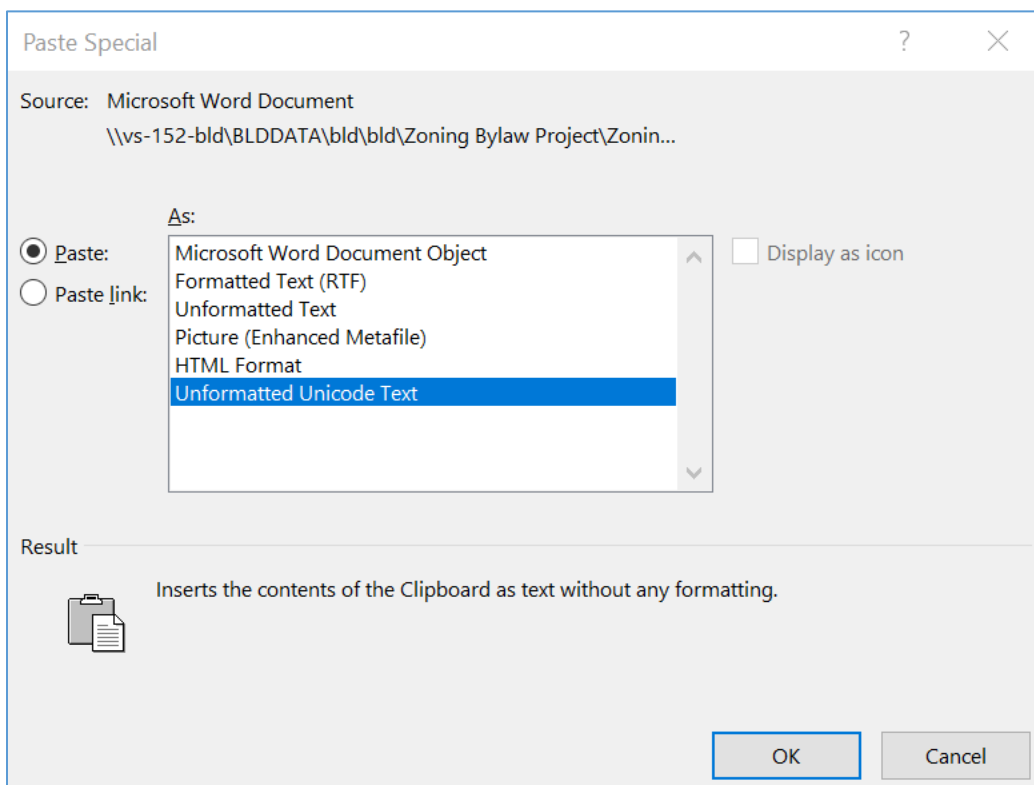 Paste Special
Source: Microsoft Word Document
\\vs-152-bld\BLDDATA\bld\bld\Zoning Bylaw Project\Zonin...
As:
Paste:
Paste link:
Microsoft Word Document Object
Formatted Text (RTF)
Unformatted Text
Picture (Enhanced Metafile)
HTML Format
Unformatted Unicode Text
Display as icon
Result
Inserts the contents of the Clipboard as text without any formatting.
OK
Cancel